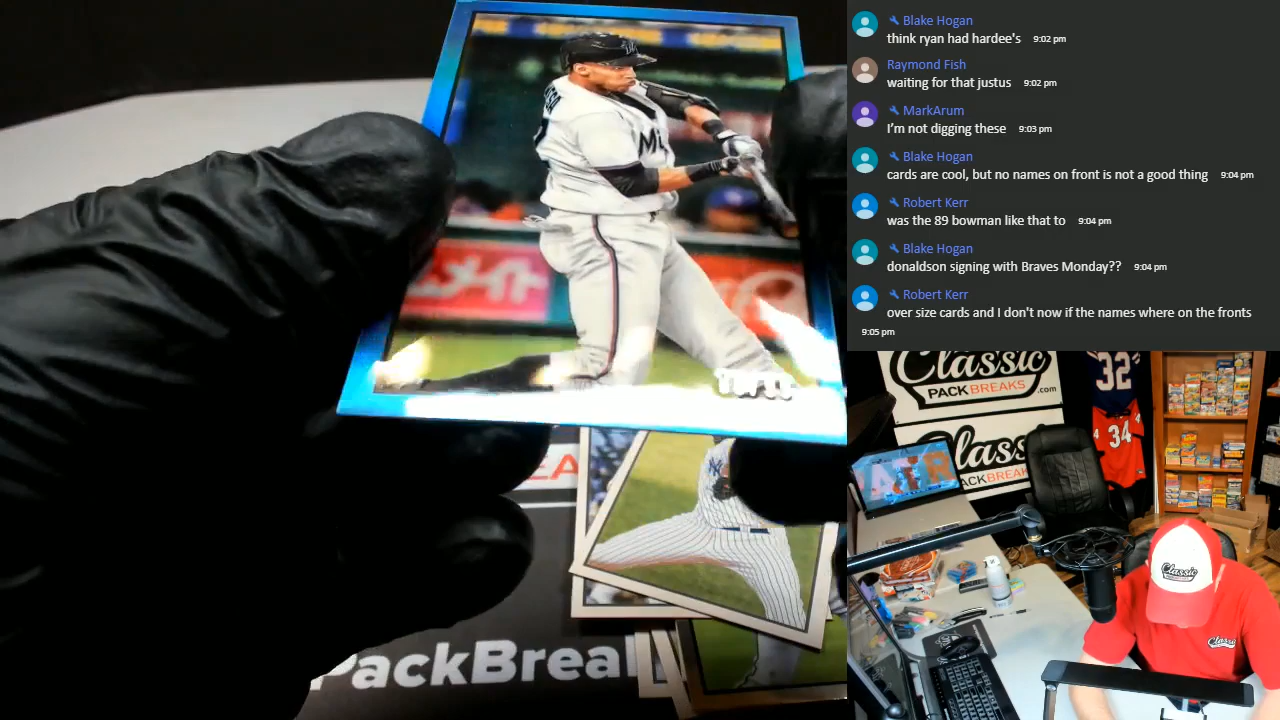 Blake Hogan
think ryan had hardee's 9:02 pm
Raymond Fish
waiting for that justus 9:02 pm
MarkArum
I'm not digging these 9:03 pm
Blake Hogan
cards are cool, but no names on front is not a good thing 9:04 pm
Robert Kerr
was the 89 bowman like that to 9:04 pm
Blake Hogan
donaldson signing with Braves Monday?? 9:04 pm
Robert Kerr
over size cards and I don't now if the names where on the fronts
9:05 pm
PackBrea
Classic
PACKBREAKS.com
Classic
ACKBREAKS
32
34
PATR
Classic
Classic